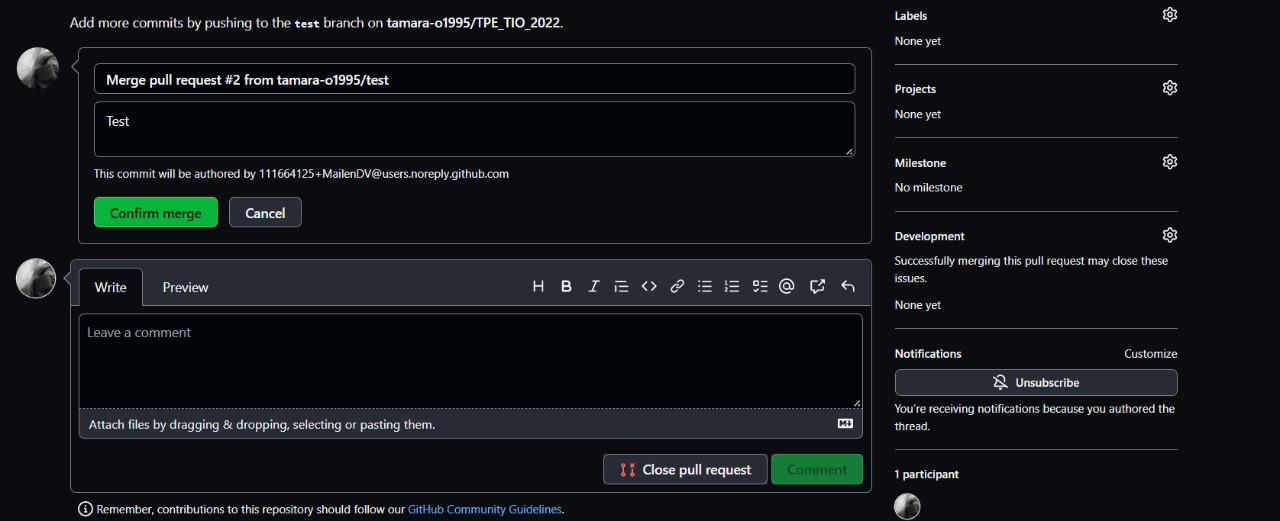 Add more commits by pushing to the test branch on tamara-o1995/TPE_TIO_2022.
Merge pull request #2 from tamara-o1995/test
Test
This commit will be authored by 111664125+MailenDV@users.noreply.github.com
Confirm merge
Cancel
Write
Preview
Leave a comment
Attach files by dragging & dropping, selecting or pasting them.
Close pull request
Comment
Remember, contributions to this repository should follow our GitHub Community Guidelines.
Labels
None yet
Projects
None yet
Milestone
No milestone
Development
Successfully merging this pull request may close these
issues.
None yet
Notifications
Customize
Unsubscribe
You're receiving notifications because you authored the
thread.
1 participant